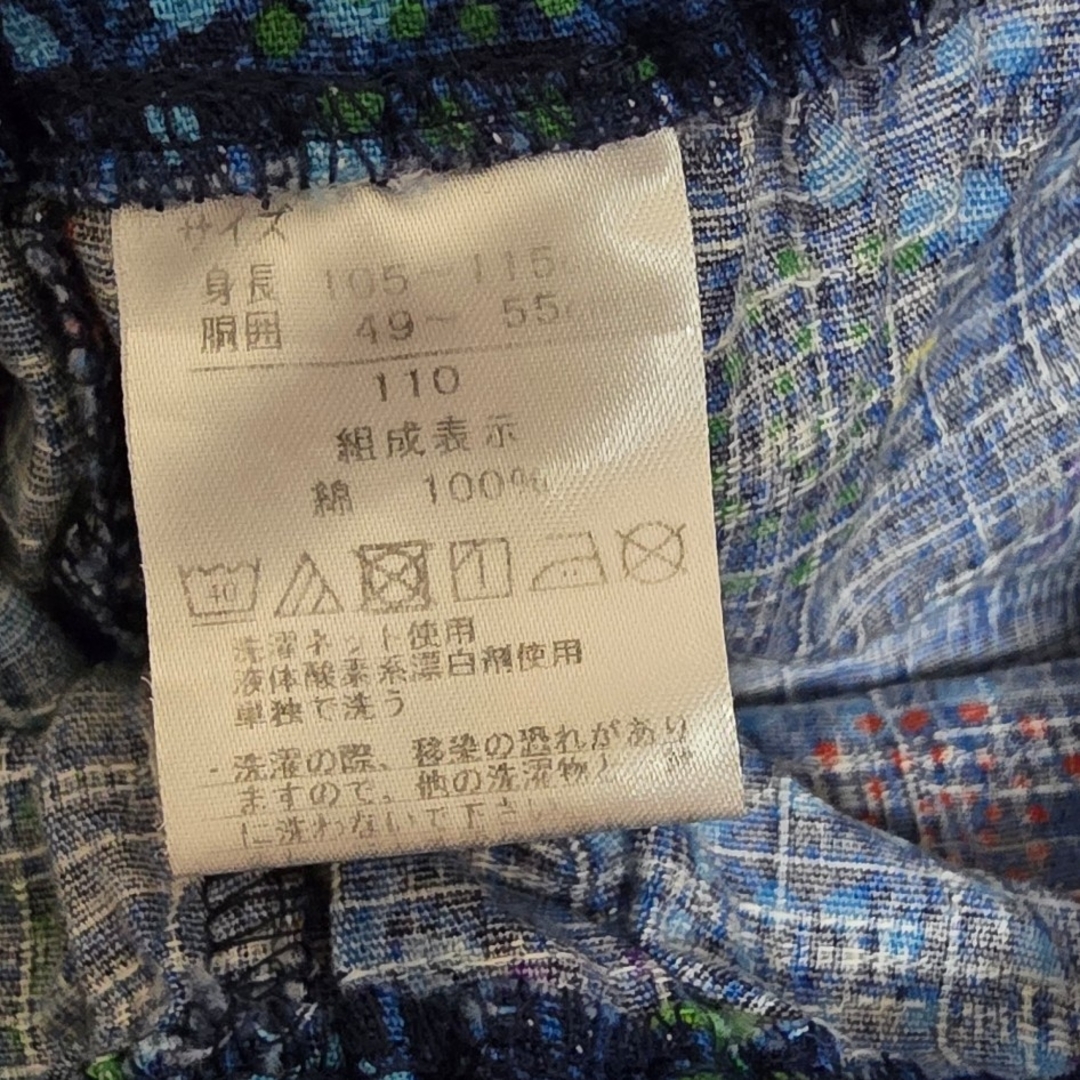 サイズ
身長 105~115c
胴囲 49~ 55c
110
組成表示
綿 100%
40
洗濯ネット使用
液体酸素系漂白剤使用
単独で洗う
・洗濯の際、移染の恐れがあり
ますので、他の洗濯物と
に洗わないで下さい